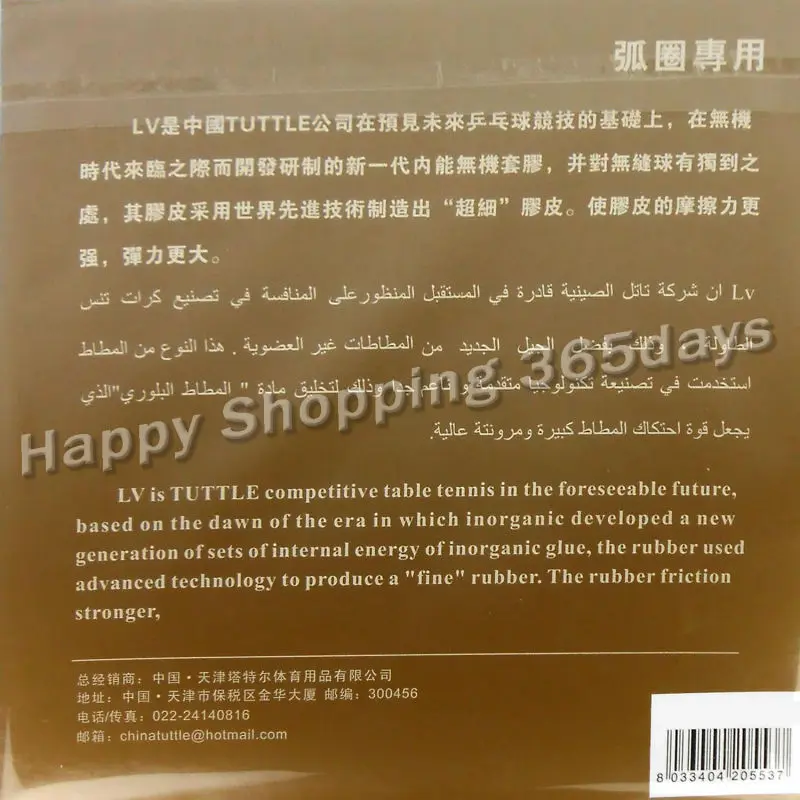 弧圈專用
LV是中國TUTTLE公司在預見未來乒乓球競技的基礎上，在無機
時代來臨之際而開發研制的新一代内能無機套膠，并對無縫球有獨到之
處，其膠皮采用世界先進技術制造出“超細”膠皮。使膠皮的摩擦力更
强，彈力更大。
Lv ان شركة تاتل الصينية قادرة في المستقبل المنظورعلى المنافسة في تصنيع كرات تنس
الطاولة , وذلك بفضل الجيل الجديد من المطاطات غير العضوية . هذا النوع من المطاط
استخدمت في تصنيعة تكنولوجيا متقدمة و ناعم جدا وذلك لتخليق مادة " المطاط البلوري"الذي
يجعل قوة احتكاك المطاط كبيرة ومرونتة عالية.
Happy Shopping 365days
LV is TUTTLE competitive table tennis in the foreseeable future,
based on the dawn of the era in which inorganic developed a new
generation of sets of internal energy of inorganic glue, the rubber used
advanced technology to produce a "fine" rubber. The rubber friction
stronger,
总经销商：中国·天津塔特尔体育用品有限公司
地址：中国·天津市保税区金华大厦 邮编：300456
电话/传真：022-24140816
邮箱：chinatuttle@hotmail.com
8 033404 205537